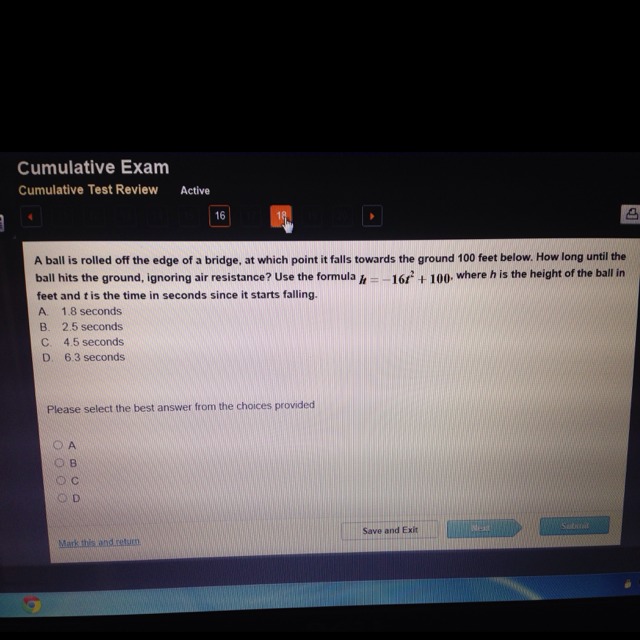 Cumulative Exam
Cumulative Test Review Active
16 18
A ball is rolled off the edge of a bridge, at which point it falls towards the ground 100 feet below. How long until the
ball hits the ground, ignoring air resistance? Use the formula h = −16t² + 100, where h is the height of the ball in
feet and t is the time in seconds since it starts falling.
A. 1.8 seconds
B. 2.5 seconds
C. 4.5 seconds
D. 6.3 seconds
Please select the best answer from the choices provided
A
B
C
D
Mark this and return Save and Exit Next Submit